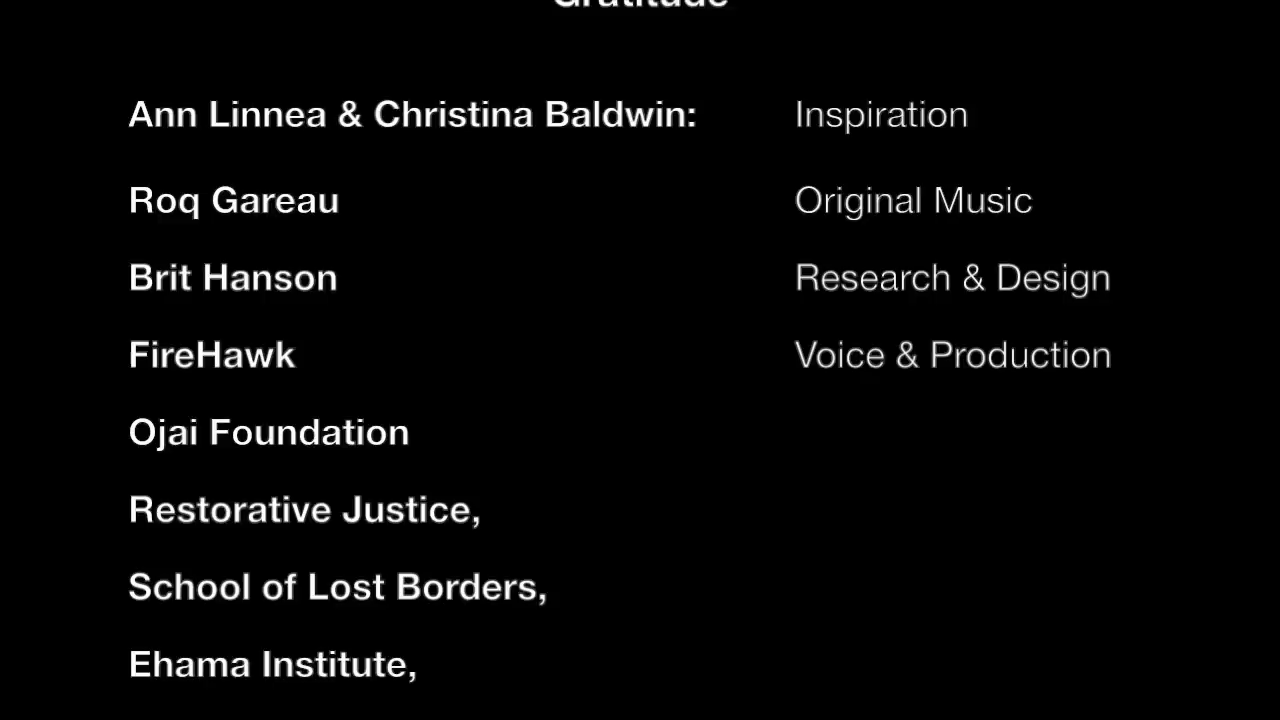 Gratitude
Ann Linnea & Christina Baldwin: Inspiration
Roq Gareau Original Music
Brit Hanson Research & Design
FireHawk Voice & Production
Ojai Foundation
Restorative Justice,
School of Lost Borders,
Ehama Institute,